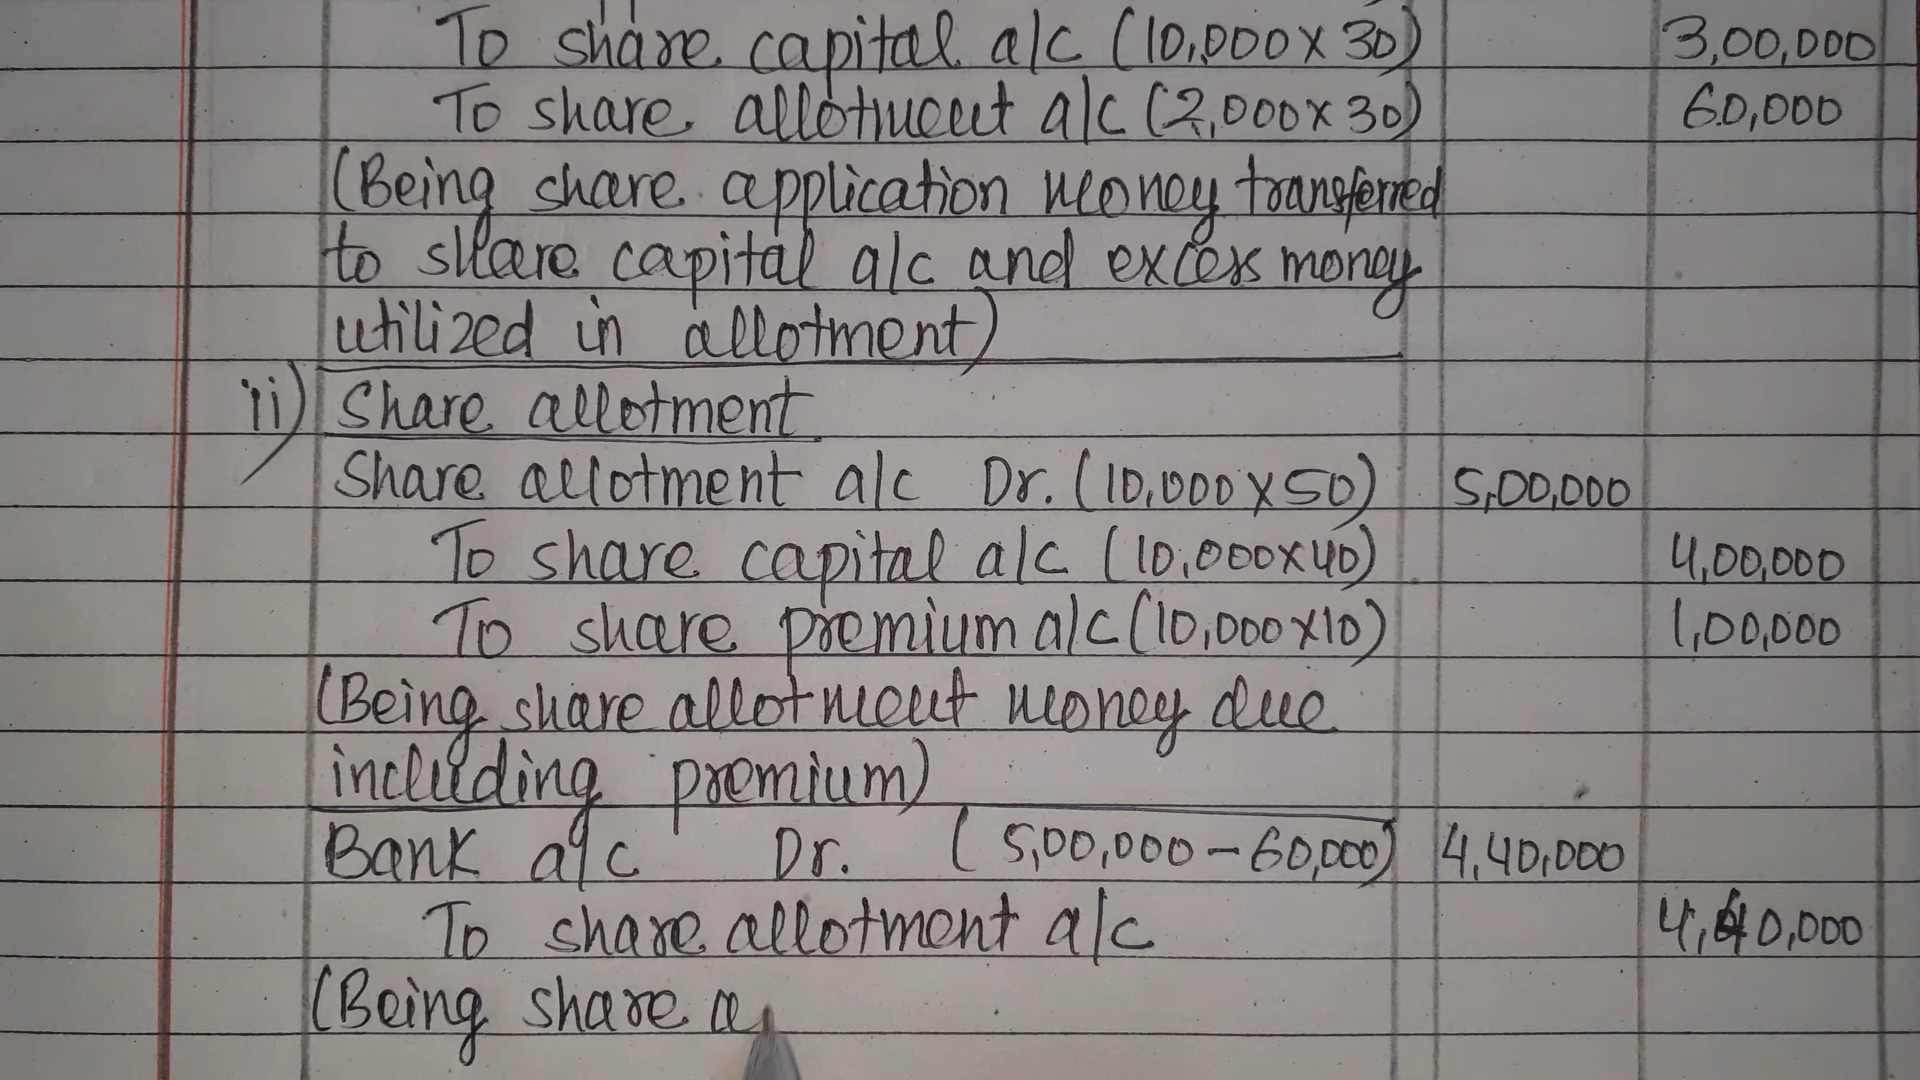 To share capital a/c (10,000 x 30) 3,00,000
To share allotment a/c (2,000 x 30) 60,000
(Being share application money transferred
to share capital a/c and excess money
utilized in allotment)
ii) Share allotment
Share allotment a/c Dr. (10,000 x 50) 5,00,000
To share capital a/c (10,000 x 40) 4,00,000
To share premium a/c (10,000 x 10) 1,00,000
(Being share allotment money due
including premium)
Bank a/c Dr. (5,00,000 - 60,000) 4,40,000
To share allotment a/c 4,40,000
(Being share a